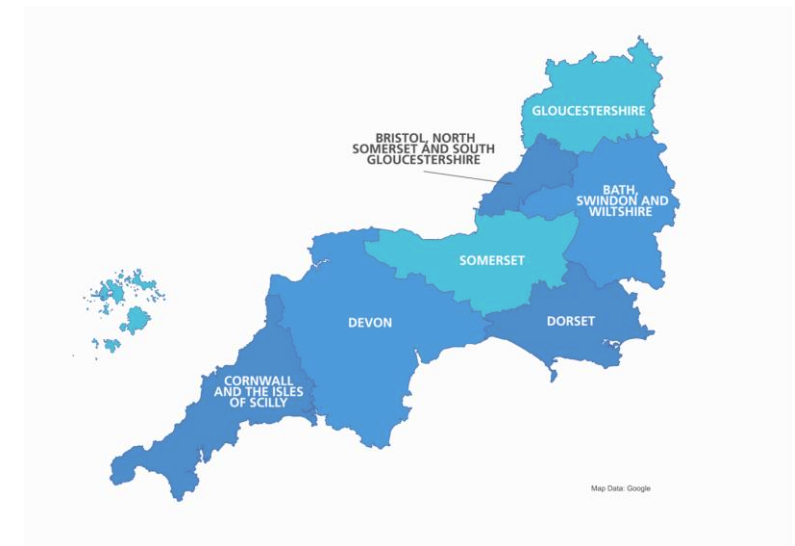 GLOUCESTERSHIRE
BRISTOL, NORTH
SOMERSET AND SOUTH
GLOUCESTERSHIRE
BATH,
SWINDON AND
WILTSHIRE
SOMERSET
DEVON
DORSET
CORNWALL
AND THE ISLES
OF SCILLY
Map Data: Google